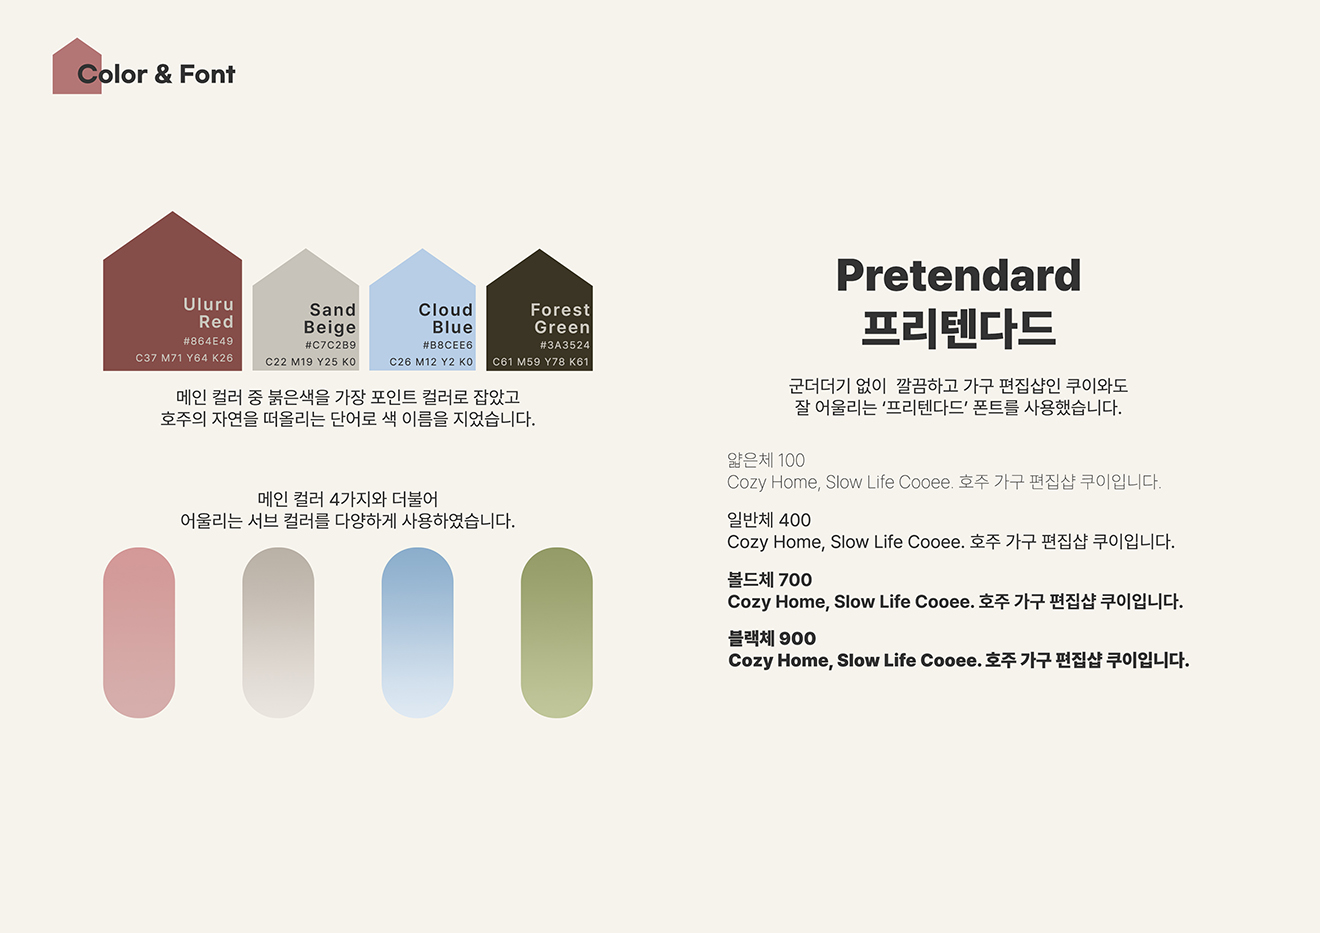 Color & Font
Uluru
Red
#864E49
C37 M71 Y64 K26
Sand
Beige
#C7C2B9
C22 M19 Y25 K0
Cloud
Blue
#B8CEE6
C26 M12 Y2 K0
Forest
Green
#3A3524
C61 M59 Y78 K61
메인 컬러 중 붉은색을 가장 포인트 컬러로 잡았고
호주의 자연을 떠올리는 단어로 색 이름을 지었습니다.
메인 컬러 4가지와 더불어
어울리는 서브 컬러를 다양하게 사용하였습니다.
Pretendard
프리텐다드
군더더기 없이  깔끔하고 가구 편집샵인 쿠이와도
잘 어울리는 ‘프리텐다드’ 폰트를 사용했습니다.
얇은체 100
Cozy Home, Slow Life Cooee. 호주 가구 편집샵 쿠이입니다.
일반체 400
Cozy Home, Slow Life Cooee. 호주 가구 편집샵 쿠이입니다.
볼드체 700
Cozy Home, Slow Life Cooee. 호주 가구 편집샵 쿠이입니다.
블랙체 900
Cozy Home, Slow Life Cooee. 호주 가구 편집샵 쿠이입니다.